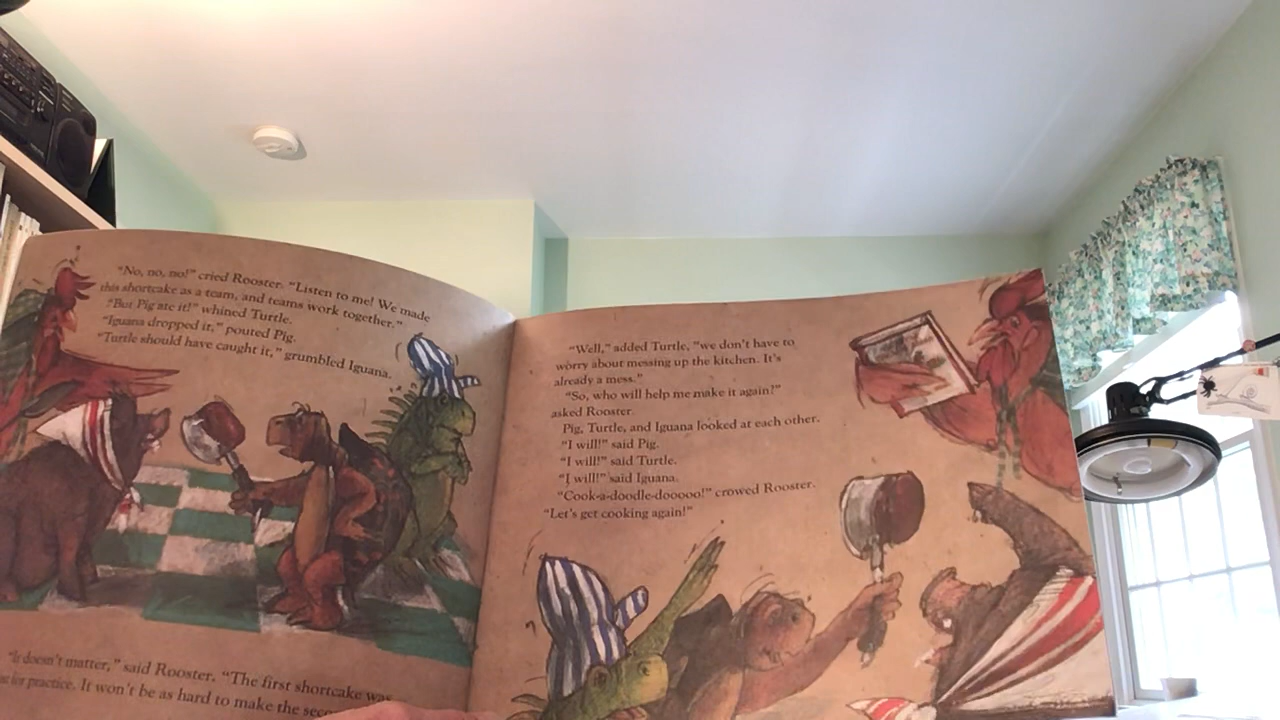 "No, no, no!" cried Rooster. "Listen to me! We made
this shortcake as a team, and teams work together."
"But Pig ate it!" whined Turtle.
"Iguana dropped it," pouted Pig.
"Turtle should have caught it," grumbled Iguana.
"It doesn't matter," said Rooster. "The first shortcake was
just for practice. It won't be as hard to make the
"Well," added Turtle, "we don't have to
worry about messing up the kitchen. It's
already a mess."
"So, who will help me make it again?"
asked Rooster.
Pig, Turtle, and Iguana looked at each other.
"I will!" said Pig.
"I will!" said Turtle.
"I will!" said Iguana.
"Cook-a-doodle-dooooo!" crowed Rooster.
"Let's get cooking again!"